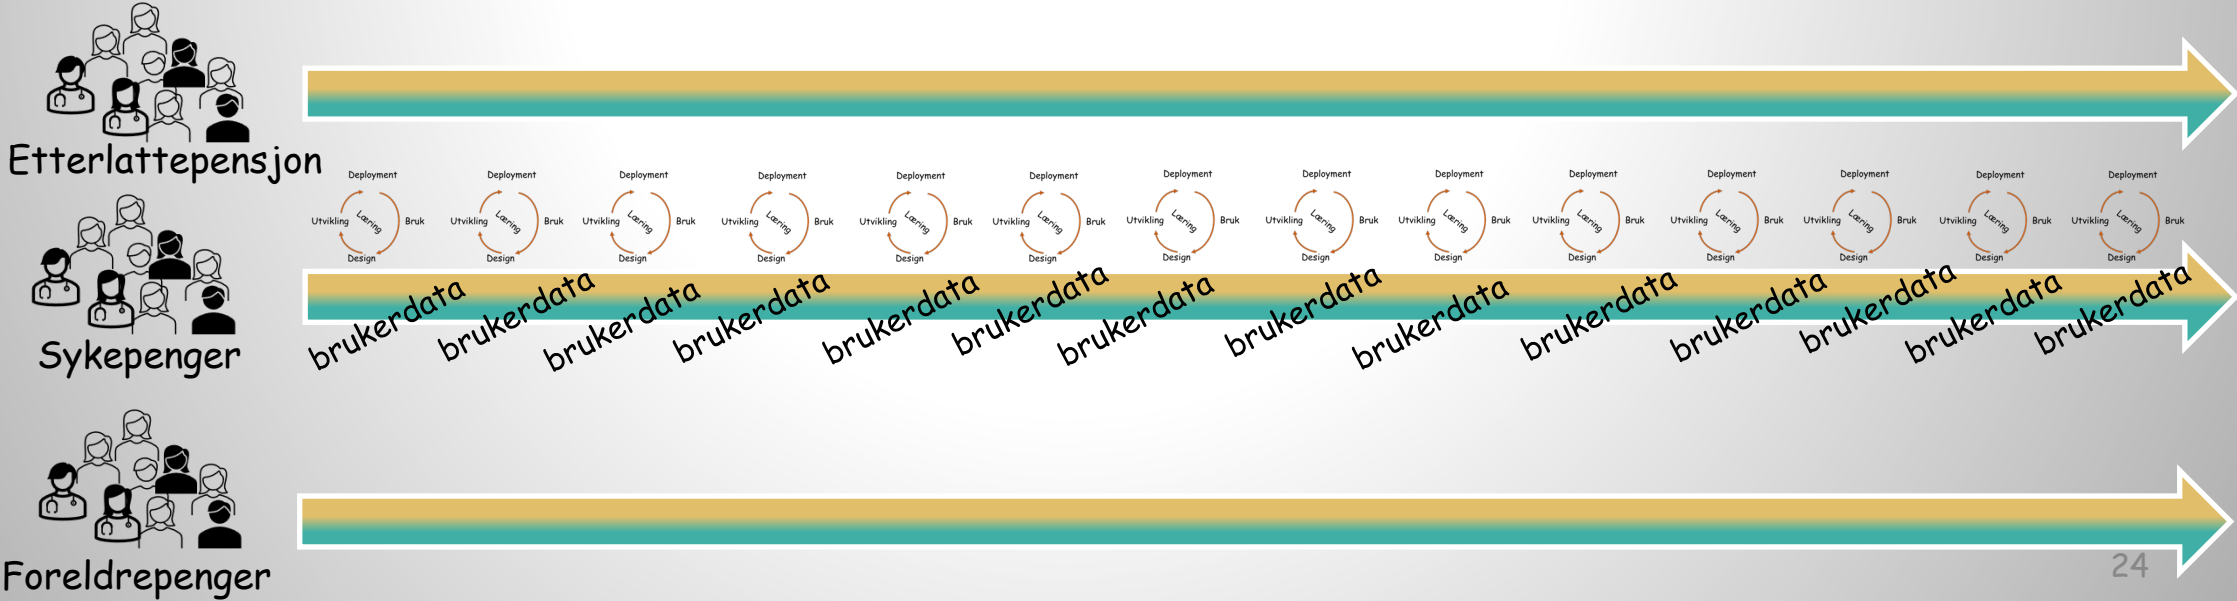 Etterlattepensjon
Deployment Deployment Deployment Deployment Deployment Deployment Deployment Deployment Deployment Deployment Deployment Deployment Deployment Deployment
Utvikling Læring Bruk Utvikling Læring Bruk Utvikling Læring Bruk Utvikling Læring Bruk Utvikling Læring Bruk Utvikling Læring Bruk Utvikling Læring Bruk Utvikling Læring Bruk Utvikling Læring Bruk Utvikling Læring Bruk Utvikling Læring Bruk Utvikling Læring Bruk Utvikling Læring Bruk Utvikling Læring Bruk
Design Design Design Design Design Design Design Design Design Design Design Design Design Design
brukerdata brukerdata brukerdata brukerdata brukerdata brukerdata brukerdata brukerdata brukerdata brukerdata brukerdata brukerdata brukerdata brukerdata
Sykepenger
Foreldrepenger
24